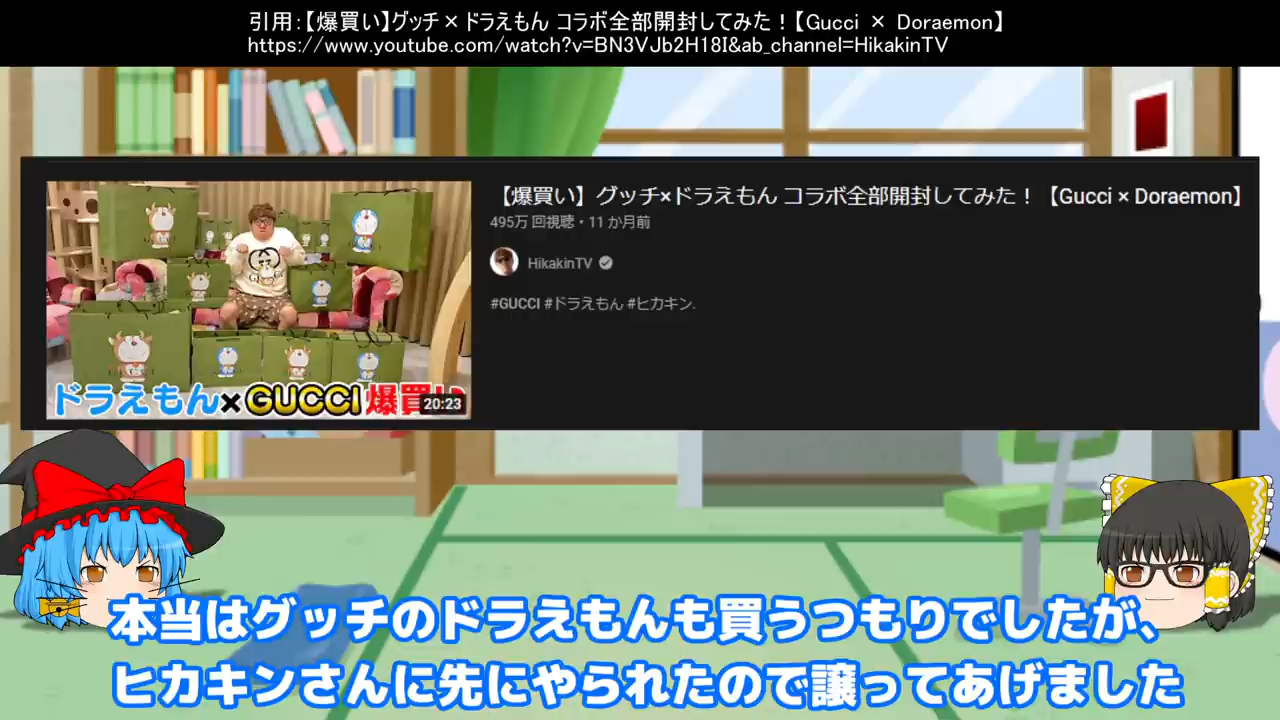 引用：【爆買い】グッチ × ドラえもん コラボ全部開封してみた！【Gucci × Doraemon】
https://www.youtube.com/watch?v=BN3VJb2H18I&ab_channel=HikakinTV
【爆買い】グッチ×ドラえもん コラボ全部開封してみた！【Gucci × Doraemon】
495万 回視聴・11 か月前
HikakinTV
#GUCCI #ドラえもん #ヒカキン.
GUCCI
ドラえもん×GUCCI爆買い
20:23
本当はグッチのドラえもんも買うつもりでしたが、
ヒカキンさんに先にやられたので譲ってあげました